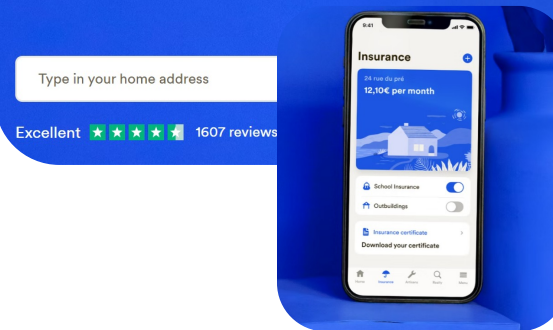 Type in your home address
Excellent
1607 reviews
9:41
Insurance
24 rue du pré
12,10€ per month
School Insurance
Outbuildings
Insurance certificate
Download your certificate
Home
Insurance
Menu